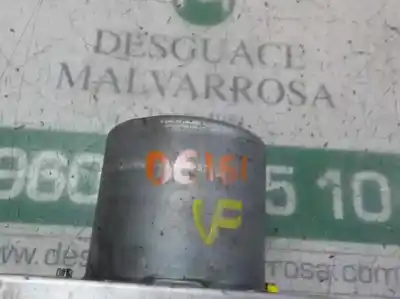 DESGUACE
MALVARROSA
960
5 10
06151
VF
www.des
rrosa.com